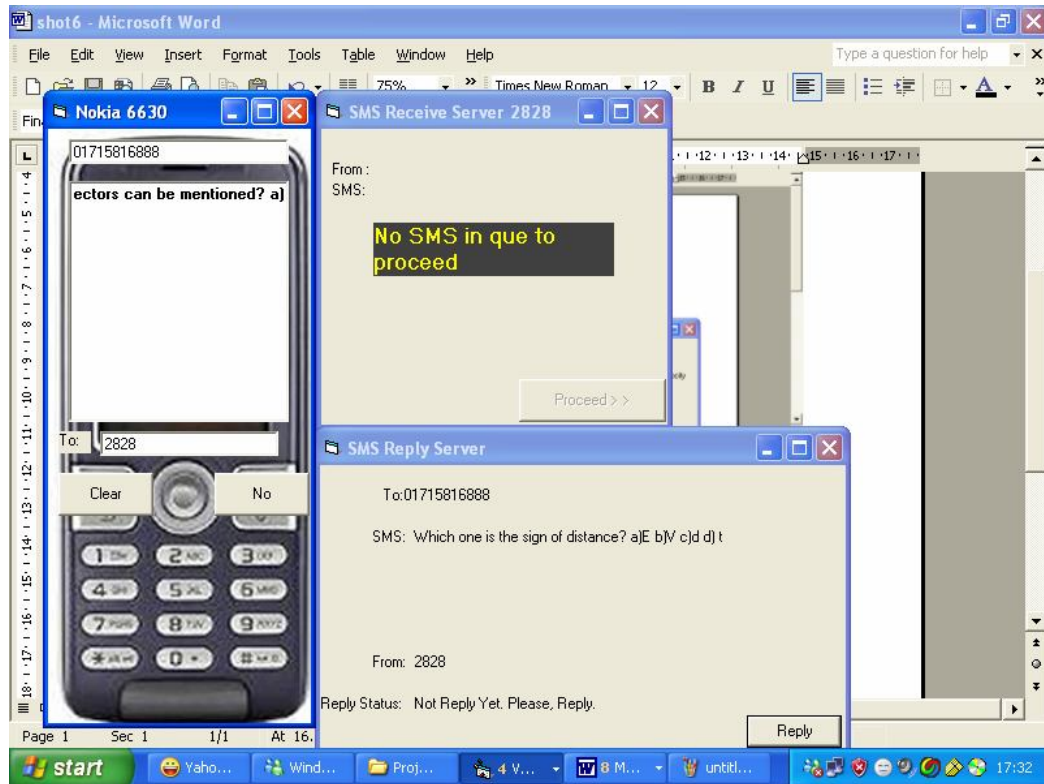 shot6 - Microsoft Word
File Edit View Insert Format Tools Table Window Help
Type a question for help
75% Times New Roman 12 B I U
Nokia 6630
01715816888
ectors can be mentioned? a)
To: 2828
Clear No
SMS Receive Server 2828
From :
SMS:
No SMS in que to
proceed
Proceed > >
SMS Reply Server
To:01715816888
SMS: Which one is the sign of distance? a)E b)V c)d d) t
From: 2828
Reply Status: Not Reply Yet. Please, Reply.
Reply
Page 1 Sec 1 1/1 At 16.
start Yaho... Wind... Proj... 4 V... 8 M... untitl... 17:32